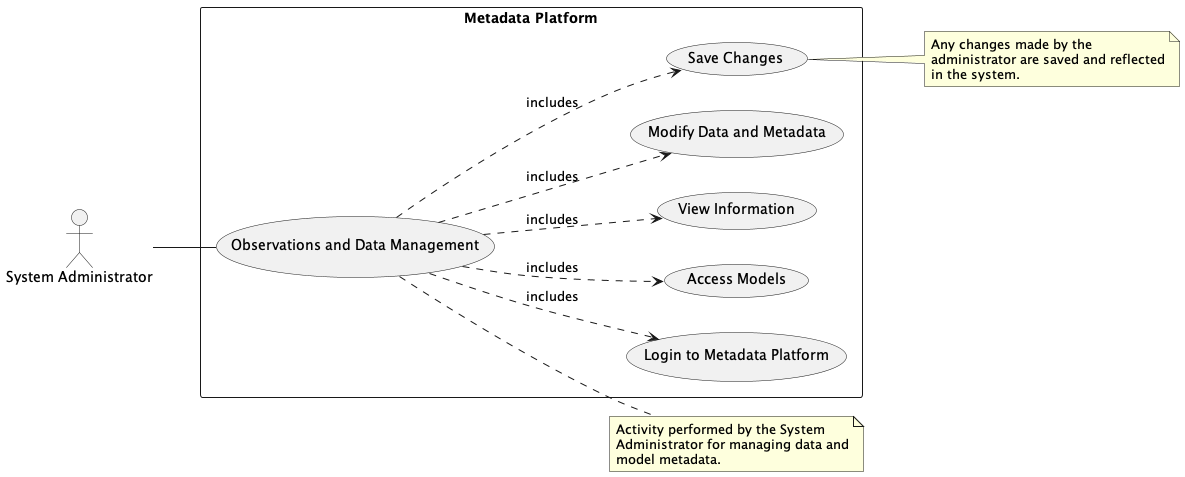 Metadata Platform
Save Changes
Any changes made by the
administrator are saved and reflected
in the system.
includes
Modify Data and Metadata
includes
View Information
includes
System Administrator
Observations and Data Management
includes
Access Models
includes
Login to Metadata Platform
Activity performed by the System
Administrator for managing data and
model metadata.